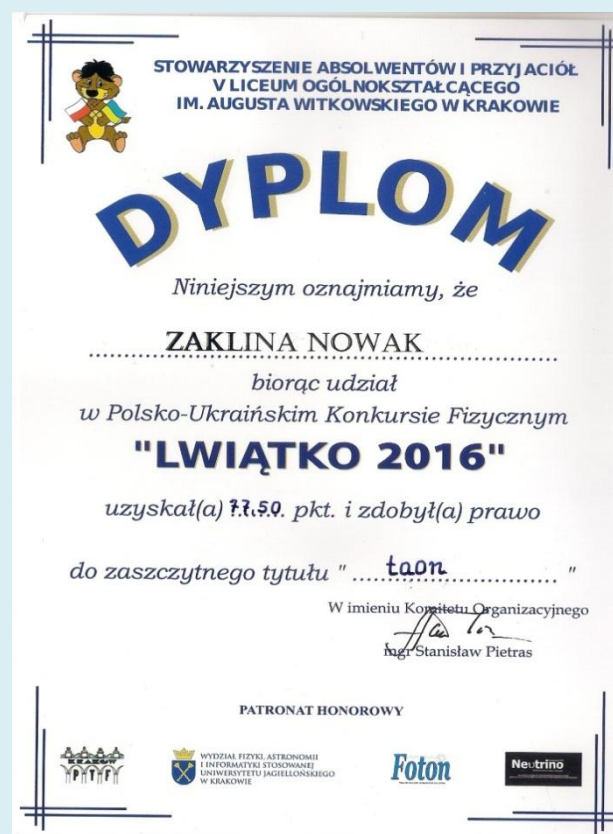 STOWARZYSZENIE ABSOLWENTÓW I PRZYJACIÓŁ
V LICEUM OGÓLNOKSZTAŁCĄCEGO
IM. AUGUSTA WITKOWSKIEGO W KRAKOWIE
DYPLOM
Niniejszym oznajmiamy, że
ZAKLINA NOWAK
biorąc udział
w Polsko-Ukraińskim Konkursie Fizycznym
"LWIĄTKO 2016"
uzyskał(a) 77.50. pkt. i zdobył(a) prawo
do zaszczytnego tytułu " taon "
W imieniu Komitetu Organizacyjnego
mgr Stanisław Pietras
PATRONAT HONOROWY
KRAKÓW
PTF
WYDZIAŁ FIZYKI, ASTRONOMII
I INFORMATYKI STOSOWANEJ
UNIWERSYTETU JAGIELLOŃSKIEGO
W KRAKOWIE
Foton
Neutrino